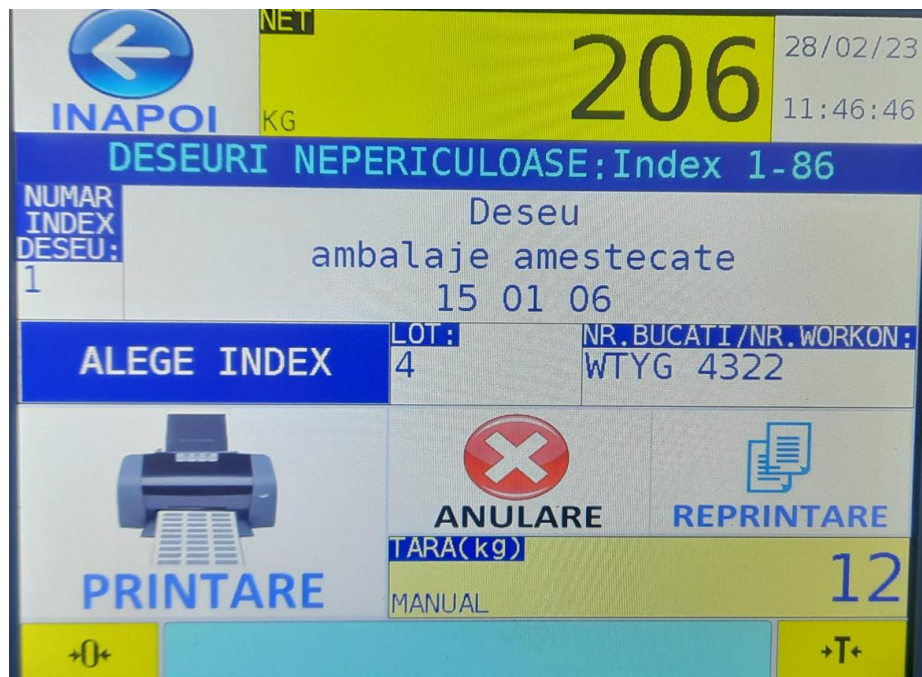 INAPOI
NET
KG
206
28/02/23
11:46:46
DESEURI NEPERICULOASE:Index 1-86
NUMAR
INDEX
DESEU:
1
Deseu
ambalaje amestecate
15 01 06
ALEGE INDEX
LOT:
4
NR.BUCATI/NR.WORKON:
WTYG 4322
PRINTARE
ANULARE
REPRINTARE
TARA(kg)
MANUAL
12
→0←
→T←